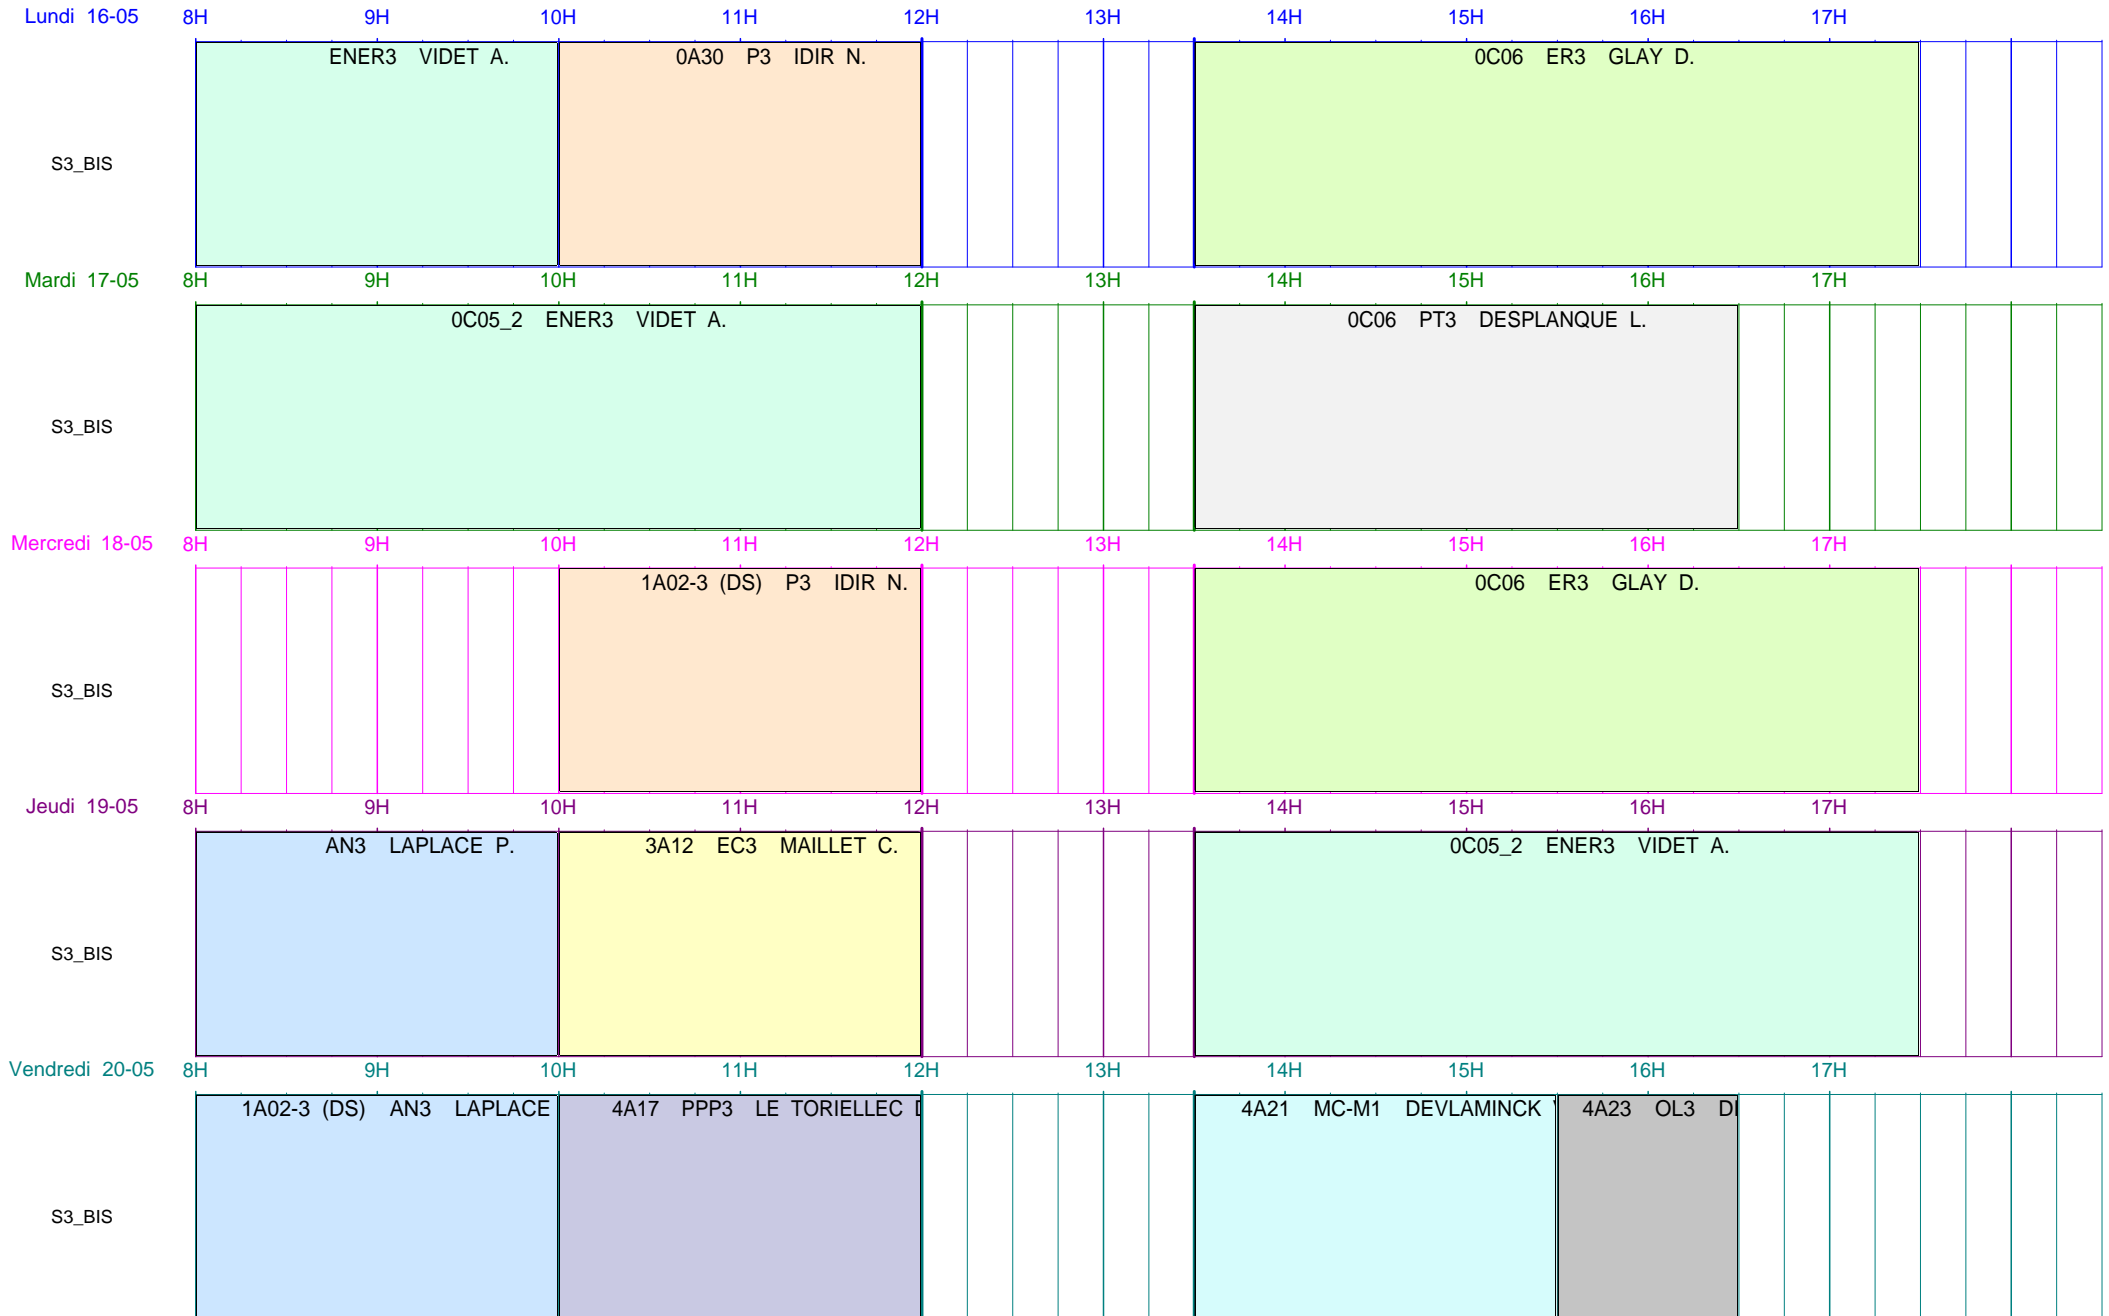 Lundi 16-05 8H 9H 10H 11H 12H 13H 14H 15H 16H 17H
ENER3 VIDET A. 0A30 P3 IDIR N. 0C06 ER3 GLAY D.
S3_BIS
Mardi 17-05 8H 9H 10H 11H 12H 13H 14H 15H 16H 17H
0C05_2 ENER3 VIDET A. 0C06 PT3 DESPLANQUE L.
S3_BIS
Mercredi 18-05 8H 9H 10H 11H 12H 13H 14H 15H 16H 17H
1A02-3 (DS) P3 IDIR N. 0C06 ER3 GLAY D.
S3_BIS
Jeudi 19-05 8H 9H 10H 11H 12H 13H 14H 15H 16H 17H
AN3 LAPLACE P. 3A12 EC3 MAILLET C. 0C05_2 ENER3 VIDET A.
S3_BIS
Vendredi 20-05 8H 9H 10H 11H 12H 13H 14H 15H 16H 17H
1A02-3 (DS) AN3 LAPLACE 4A17 PPP3 LE TORIELLEC 4A21 MC-M1 DEVLAMINCK 4A23 OL3
S3_BIS